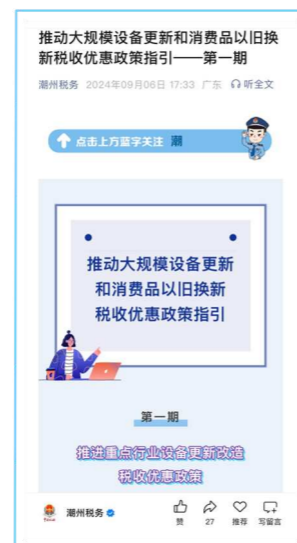 推动大规模设备更新和消费品以旧换
新税收优惠政策指引——第一期
潮州税务 2024年09月06日 17:33 广东 听全文
点击上方蓝字关注 潮
推动大规模设备更新
和消费品以旧换新
税收优惠政策指引
第一期
推进重点行业设备更新改造
税收优惠政策
潮州税务
赞 27 推荐 写留言